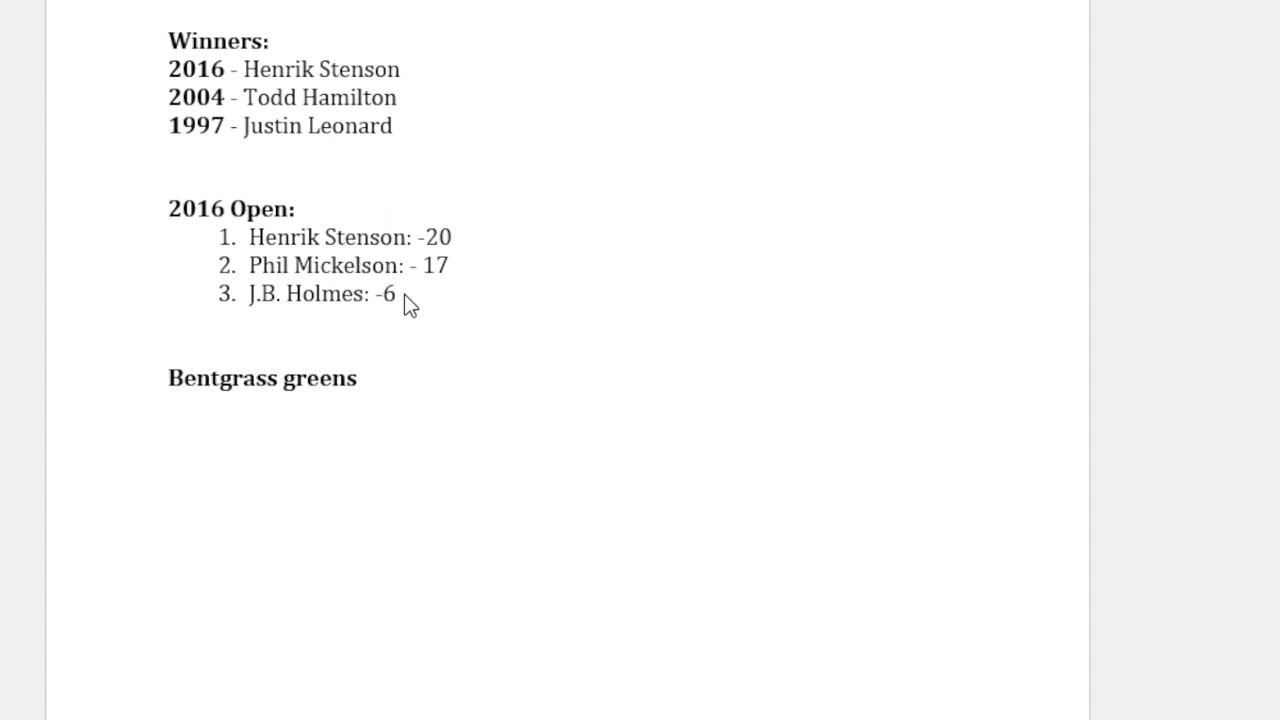 Winners:
2016 - Henrik Stenson
2004 - Todd Hamilton
1997 - Justin Leonard
2016 Open:
1. Henrik Stenson: -20
2. Phil Mickelson: - 17
3. J.B. Holmes: -6
Bentgrass greens